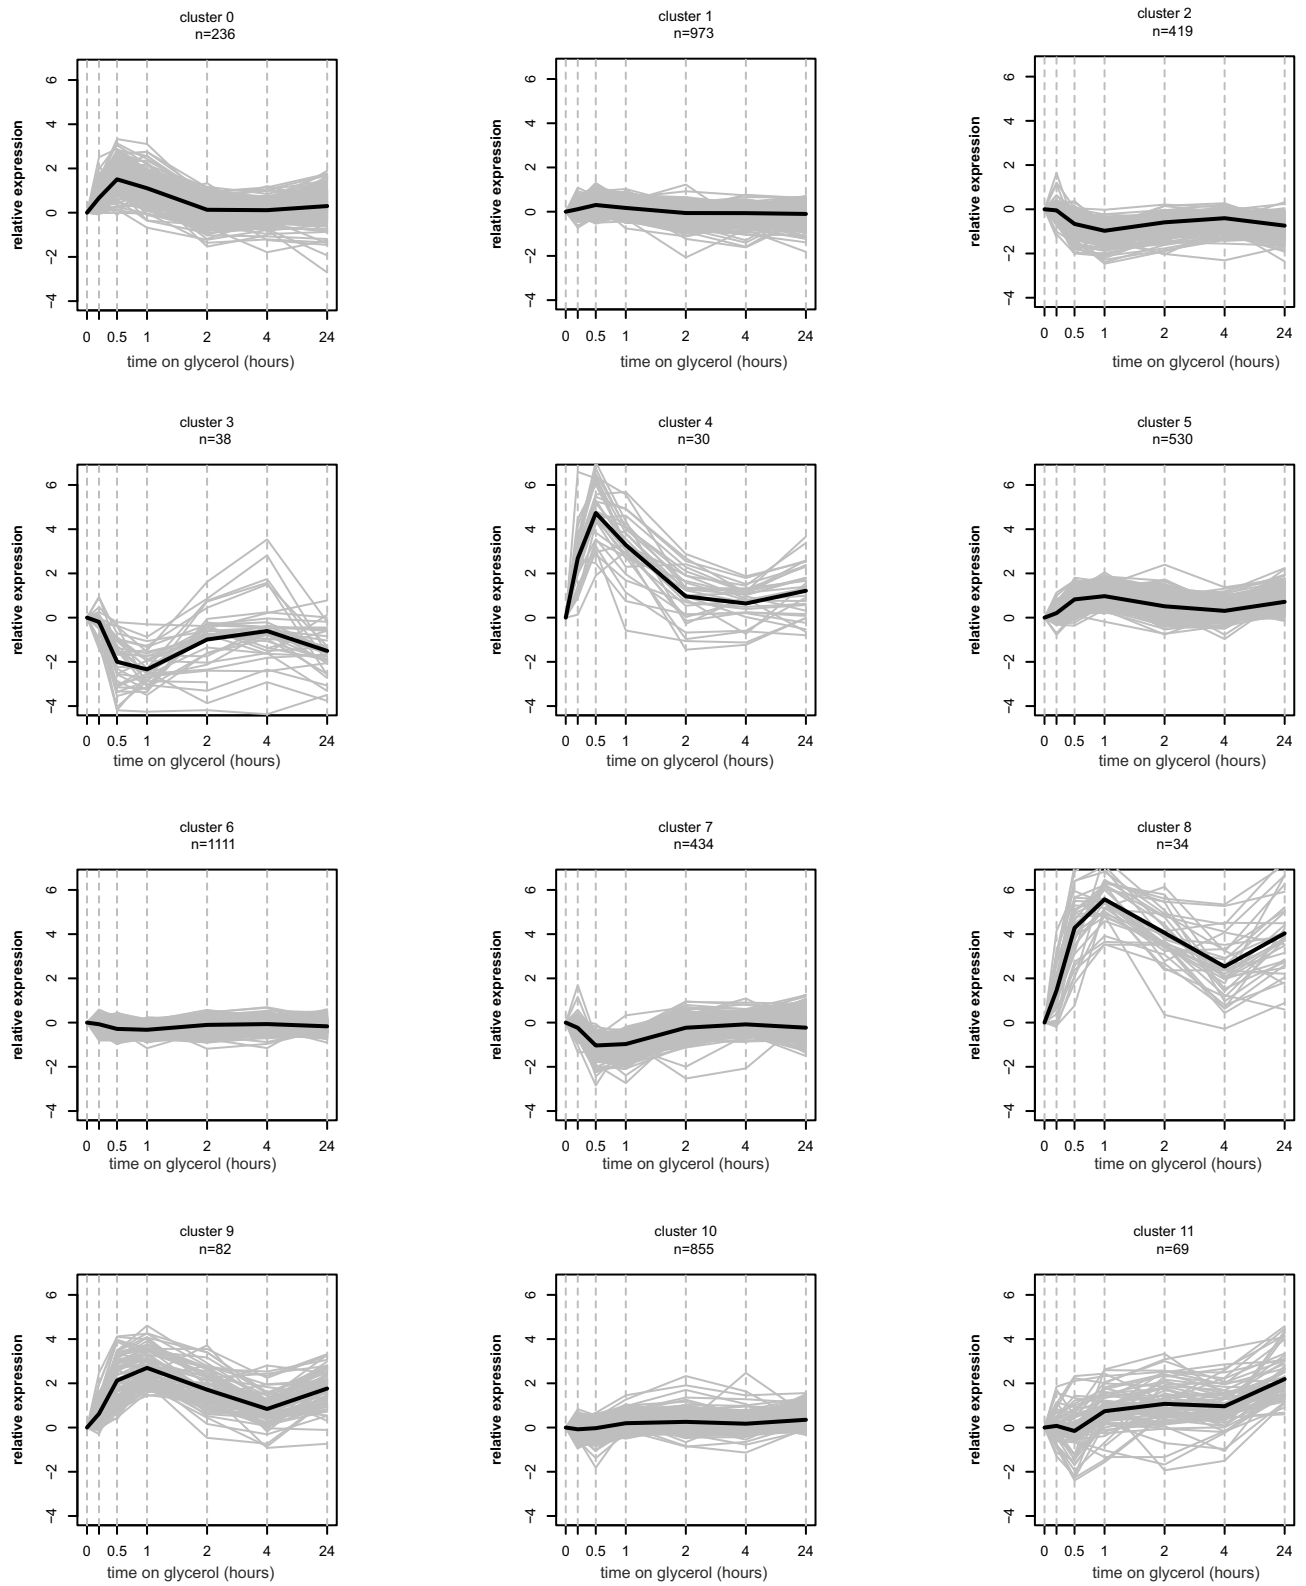 cluster 0
n=236
relative expression
6
4
2
0
−2
−4
0 0.5 1 2 4 24
time on glycerol (hours)
cluster 1
n=973
relative expression
6
4
2
0
−2
−4
0 0.5 1 2 4 24
time on glycerol (hours)
cluster 2
n=419
relative expression
6
4
2
0
−2
−4
0 0.5 1 2 4 24
time on glycerol (hours)
cluster 3
n=38
relative expression
6
4
2
0
−2
−4
0 0.5 1 2 4 24
time on glycerol (hours)
cluster 4
n=30
relative expression
6
4
2
0
−2
−4
0 0.5 1 2 4 24
time on glycerol (hours)
cluster 5
n=530
relative expression
6
4
2
0
−2
−4
0 0.5 1 2 4 24
time on glycerol (hours)
cluster 6
n=1111
relative expression
6
4
2
0
−2
−4
0 0.5 1 2 4 24
time on glycerol (hours)
cluster 7
n=434
relative expression
6
4
2
0
−2
−4
0 0.5 1 2 4 24
time on glycerol (hours)
cluster 8
n=34
relative expression
6
4
2
0
−2
−4
0 0.5 1 2 4 24
time on glycerol (hours)
cluster 9
n=82
relative expression
6
4
2
0
−2
−4
0 0.5 1 2 4 24
time on glycerol (hours)
cluster 10
n=855
relative expression
6
4
2
0
−2
−4
0 0.5 1 2 4 24
time on glycerol (hours)
cluster 11
n=69
relative expression
6
4
2
0
−2
−4
0 0.5 1 2 4 24
time on glycerol (hours)